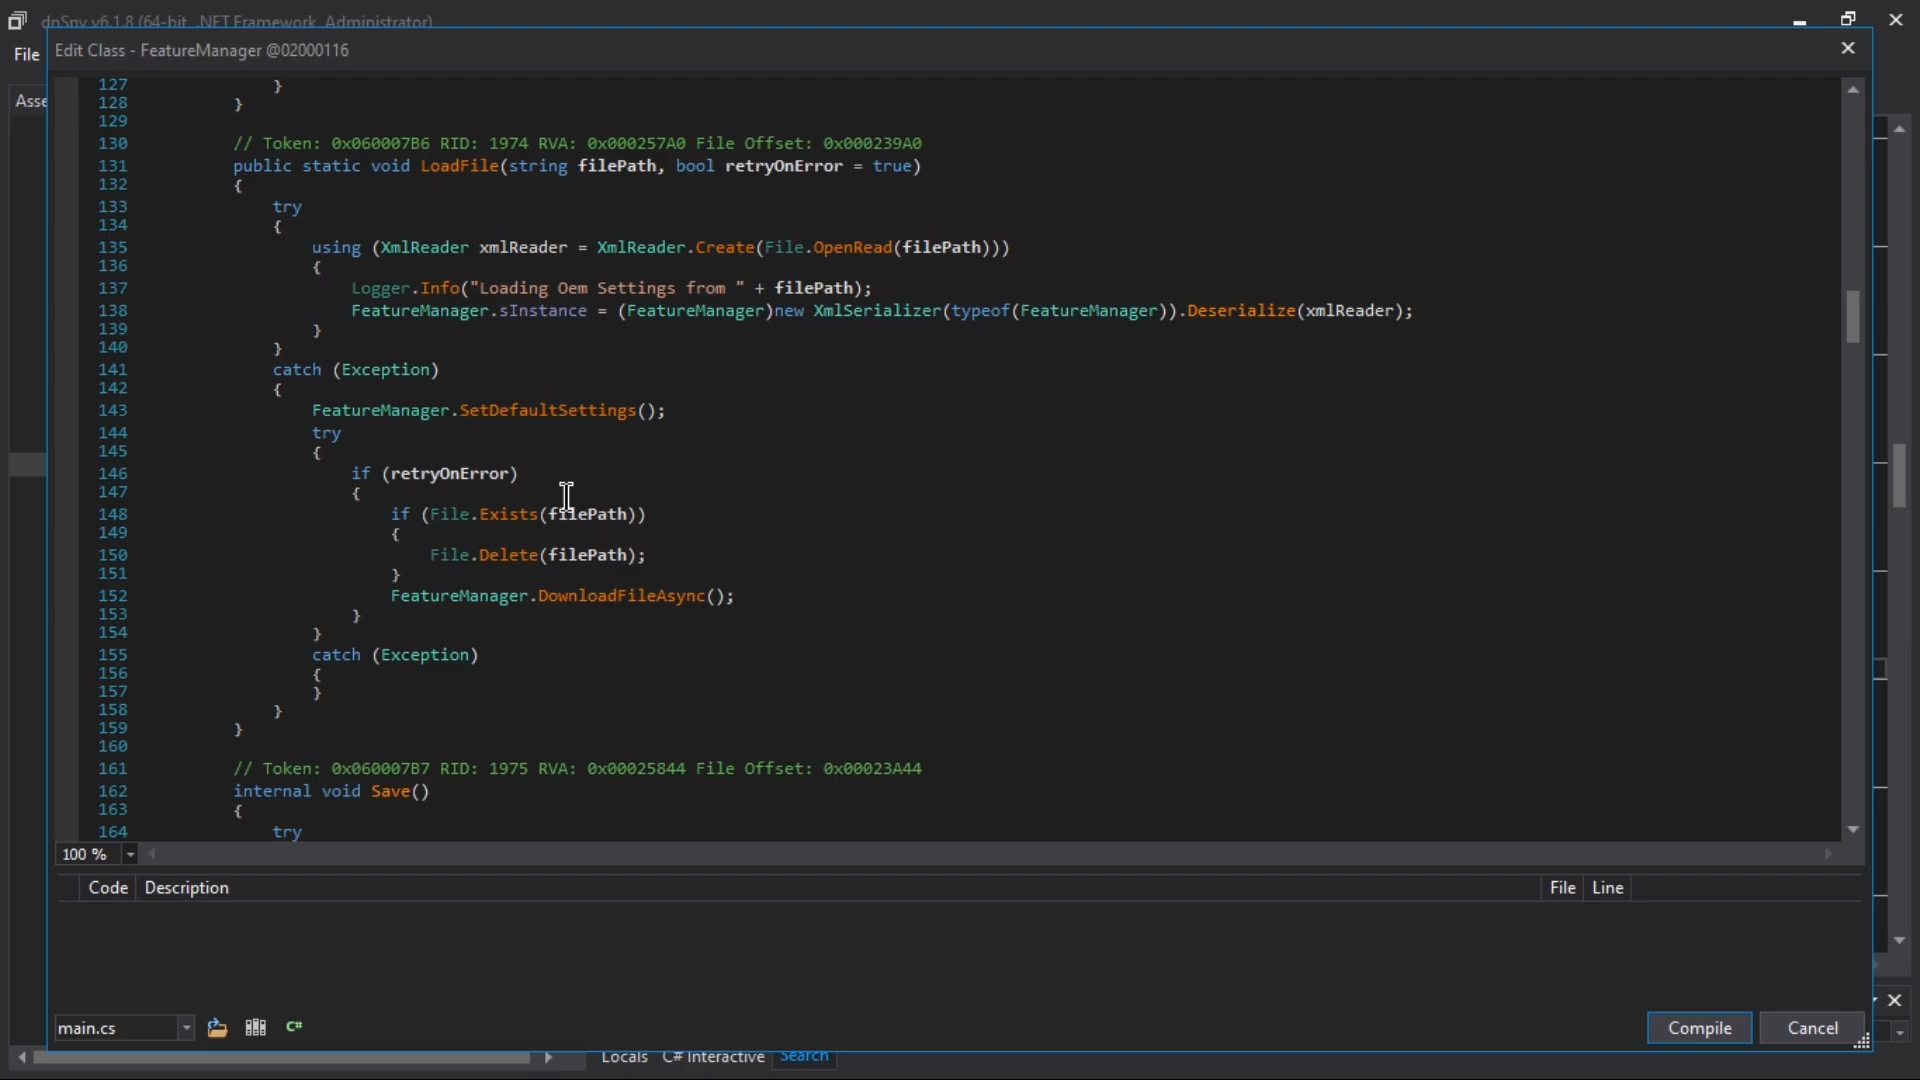 dnSpy v6.1.8 (64-bit, .NET Framework, Administrator)
File
Edit Class - FeatureManager @02000116
Asse
127 }
128 }
129
130 // Token: 0x060007B6 RID: 1974 RVA: 0x000257A0 File Offset: 0x000239A0
131 public static void LoadFile(string filePath, bool retryOnError = true)
132 {
133 try
134 {
135 using (XmlReader xmlReader = XmlReader.Create(File.OpenRead(filePath)))
136 {
137 Logger.Info("Loading Oem Settings from " + filePath);
138 FeatureManager.sInstance = (FeatureManager)new XmlSerializer(typeof(FeatureManager)).Deserialize(xmlReader);
139 }
140 }
141 catch (Exception)
142 {
143 FeatureManager.SetDefaultSettings();
144 try
145 {
146 if (retryOnError)
147 {
148 if (File.Exists(filePath))
149 {
150 File.Delete(filePath);
151 }
152 FeatureManager.DownloadFileAsync();
153 }
154 }
155 catch (Exception)
156 {
157 }
158 }
159 }
160
161 // Token: 0x060007B7 RID: 1975 RVA: 0x00025844 File Offset: 0x00023A44
162 internal void Save()
163 {
164 try
100 %
Code Description File Line
main.cs C# Compile Cancel
Locals C# Interactive Search